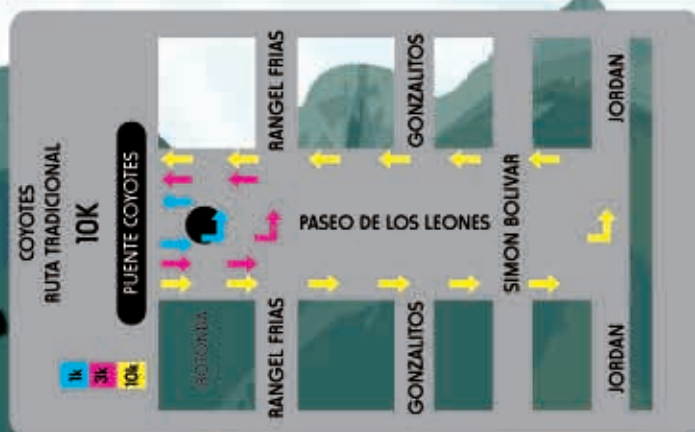 COYOTES
RUTA TRADICIONAL
10K
PUENTE COYOTES
1k
3k
10k
ROTONDA
RANGEL FRIAS
GONZALITOS
JORDAN
PASEO DE LOS LEONES
SIMON BOLIVAR
RANGEL FRIAS
GONZALITOS
JORDAN